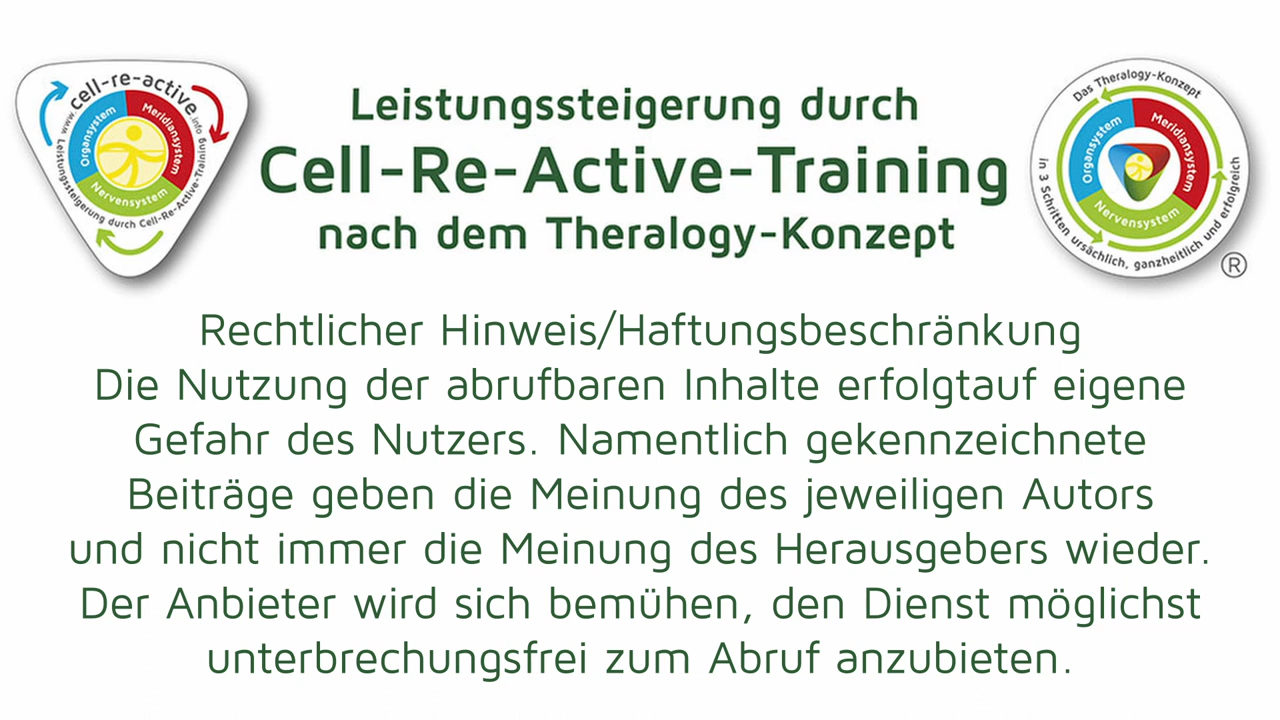 www.cell-re-active.info
Organsystem
Meridiansystem
Nervensystem
Leistungssteigerung durch Cell-Re-Active-Training
Leistungssteigerung durch
Cell-Re-Active-Training
nach dem Theralogy-Konzept
Das Theralogy-Konzept
Organsystem
Meridiansystem
Nervensystem
in 3 Schritten ursächlich, ganzheitlich und erfolgreich
®
Rechtlicher Hinweis/Haftungsbeschränkung
Die Nutzung der abrufbaren Inhalte erfolgtauf eigene
Gefahr des Nutzers. Namentlich gekennzeichnete
Beiträge geben die Meinung des jeweiligen Autors
und nicht immer die Meinung des Herausgebers wieder.
Der Anbieter wird sich bemühen, den Dienst möglichst
unterbrechungsfrei zum Abruf anzubieten.